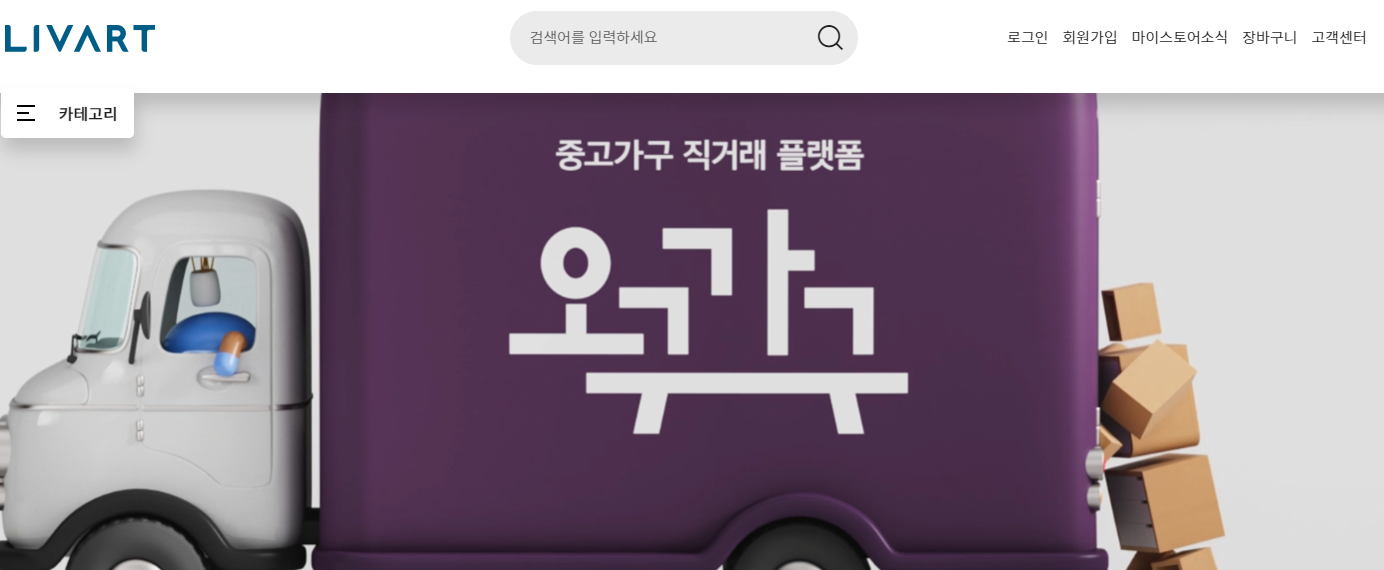 LIVART
검색어를 입력하세요
로그인 회원가입 마이스토어소식 장바구니 고객센터
카테고리
중고가구 직거래 플랫폼
오구가구